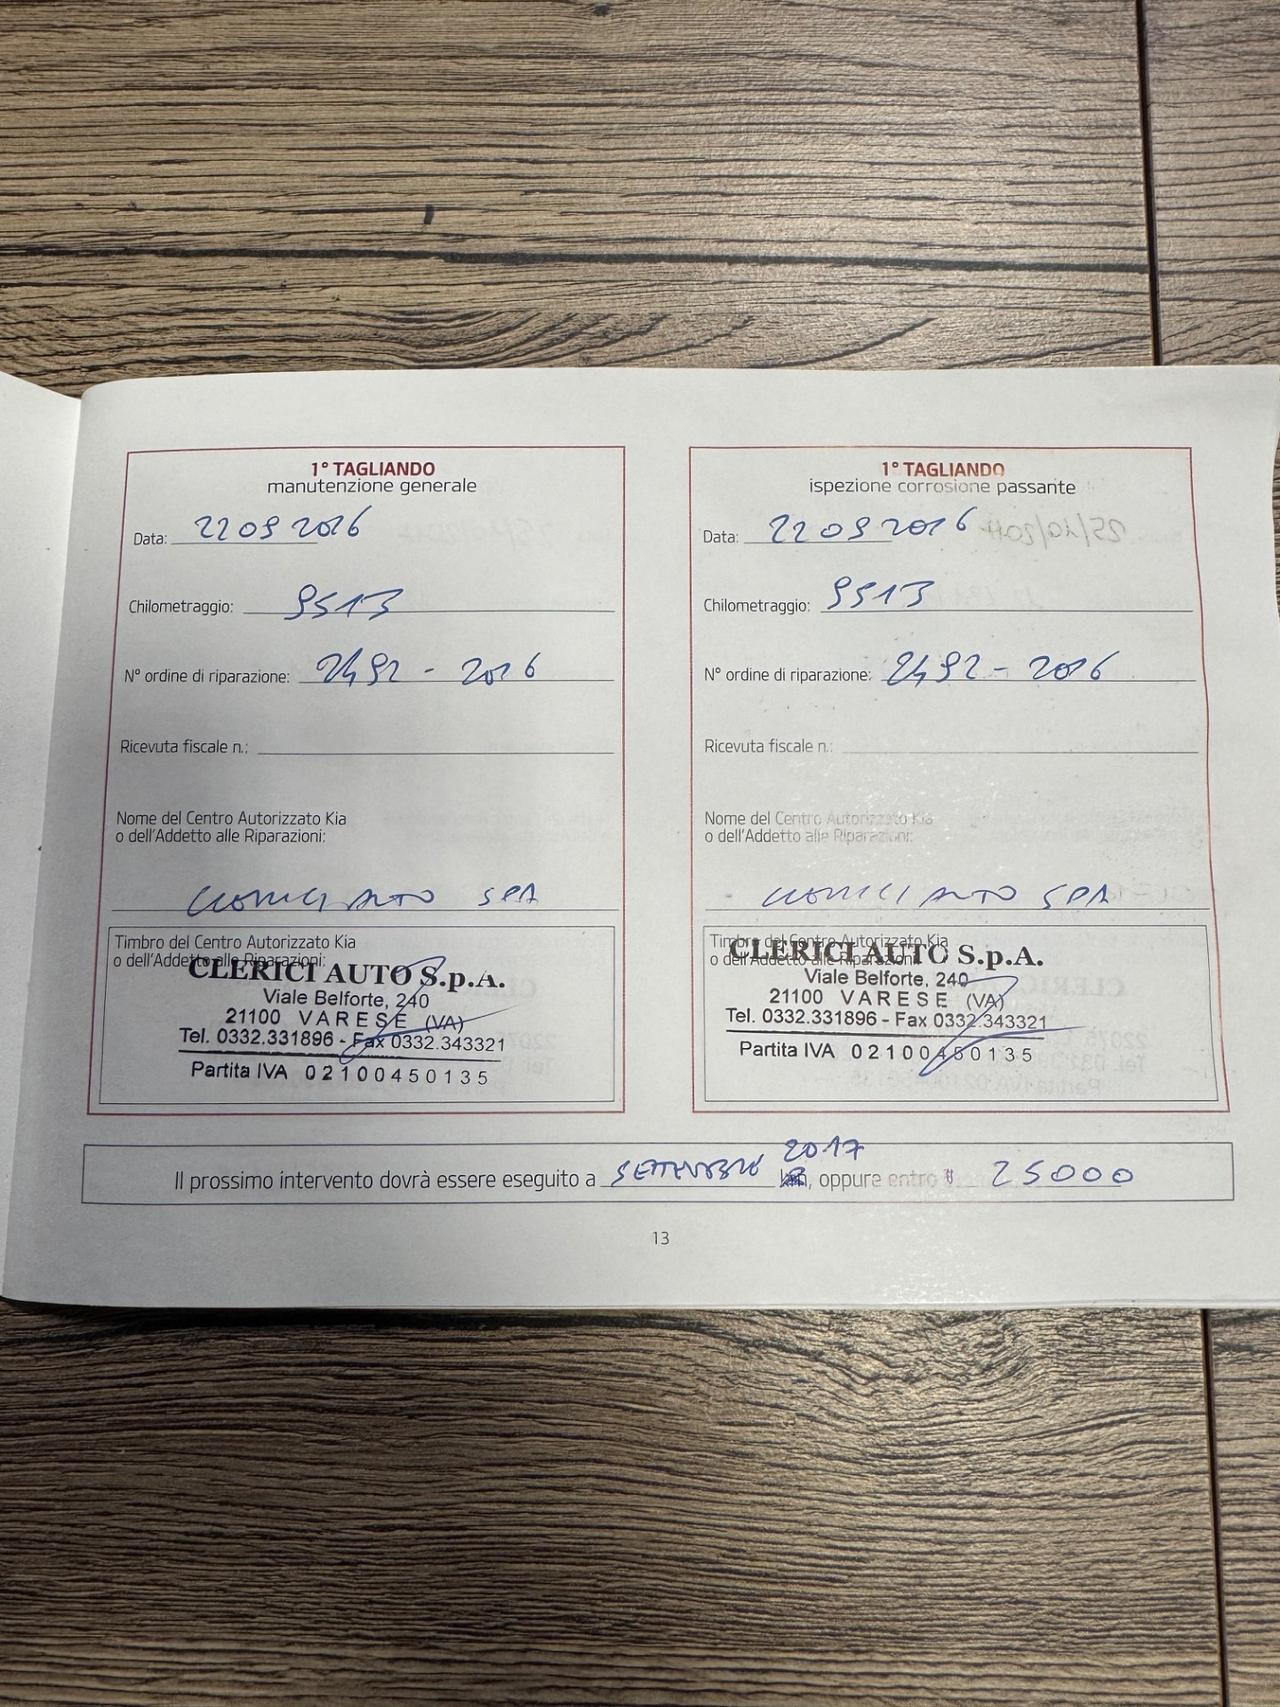 1° TAGLIANDO
manutenzione generale
Data: 22 09 2016
Chilometraggio: 9513
N° ordine di riparazione: 2492 - 2016
Ricevuta fiscale n.:
Nome del Centro Autorizzato Kia
o dell'Addetto alle Riparazioni:
CLERICI AUTO SPA
Timbro del Centro Autorizzato Kia
o dell'Addetto alle Riparazioni:
CLERICI AUTO S.p.A.
Viale Belforte, 240
21100 VARESE (VA)
Tel. 0332.331896 - Fax 0332.343321
Partita IVA 02100450135
1° TAGLIANDO
ispezione corrosione passante
Data: 22 09 2016
Chilometraggio: 9513
N° ordine di riparazione: 2492 - 2016
Ricevuta fiscale n.:
Nome del Centro Autorizzato Kia
o dell'Addetto alle Riparazioni:
CLERICI AUTO SPA
Timbro del Centro Autorizzato Kia
o dell'Addetto alle Riparazioni:
CLERICI AUTO S.p.A.
Viale Belforte, 240
21100 VARESE (VA)
Tel. 0332.331896 - Fax 0332.343321
Partita IVA 02100450135
Il prossimo intervento dovrà essere eseguito a SETTEMBRE 2017, oppure entro 25000
13